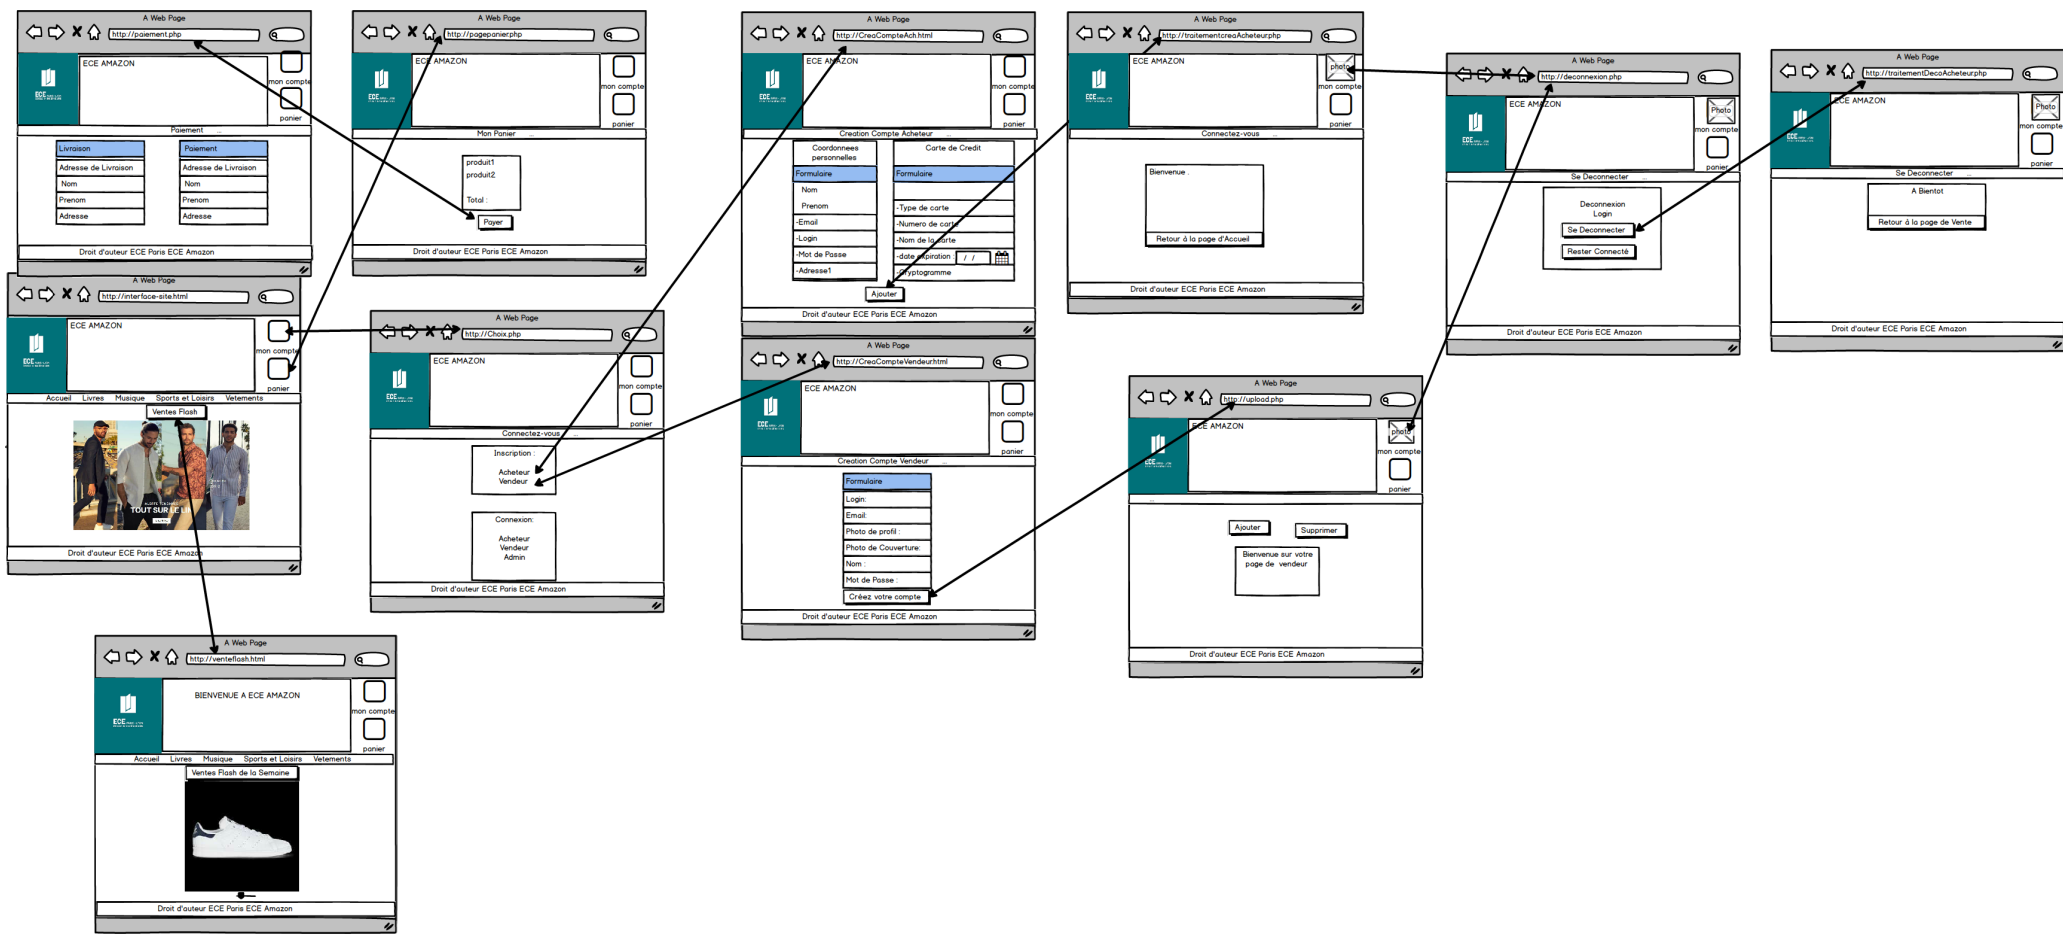 A Web Page
http://paiement.php
ECE AMAZON
ECE
mon compte
panier
Paiement ...
Livraison
Adresse de Livraison
Nom
Prenom
Adresse
Paiement
Adresse de Livraison
Nom
Prenom
Adresse
Droit d'auteur ECE Paris ECE Amazon
A Web Page
http://pagepanier.php
ECE AMAZON
ECE
mon compte
panier
Mon Panier ...
produit1
produit2
Total :
Payer
Droit d'auteur ECE Paris ECE Amazon
A Web Page
http://CreaCompteAch.html
ECE AMAZON
ECE
mon compte
panier
Creation Compte Acheteur ...
Coordonnees
personnelles
Formulaire
Nom
Prenom
-Email
-Login
-Mot de Passe
-Adresse1
Carte de Credit
Formulaire
-Type de carte
-Numero de carte
-Nom de la carte
-date expiration : / /
-Cryptogramme
Ajouter
Droit d'auteur ECE Paris ECE Amazon
A Web Page
http://traitementcreaAcheteur.php
ECE AMAZON
ECE
photo
mon compte
panier
Connectez-vous ...
Bienvenue .
Retour à la page d'Accueil
Droit d'auteur ECE Paris ECE Amazon
A Web Page
http://deconnexion.php
ECE AMAZON
ECE
Photo
mon compte
panier
Se Deconnecter ...
Deconnexion
Login
Se Deconnecter
Rester Connecté
Droit d'auteur ECE Paris ECE Amazon
A Web Page
http://traitementDecoAcheteur.php
ECE AMAZON
ECE
Photo
mon compte
panier
Se Deconnecter ...
A Bientot
Retour à la page de Vente
Droit d'auteur ECE Paris ECE Amazon
A Web Page
http://interface-site.html
ECE AMAZON
ECE
mon compte
panier
Accueil Livres Musique Sports et Loisirs Vetements
Ventes Flash
TOUT SUR LE LIN
Droit d'auteur ECE Paris ECE Amazon
A Web Page
http://Choix.php
ECE AMAZON
ECE
mon compte
panier
Connectez-vous ...
Inscription :
Acheteur
Vendeur
Connexion:
Acheteur
Vendeur
Admin
Droit d'auteur ECE Paris ECE Amazon
A Web Page
http://CreaCompteVendeur.html
ECE AMAZON
ECE
mon compte
panier
Creation Compte Vendeur ...
Formulaire
Login:
Email:
Photo de profil :
Photo de Couverture:
Nom :
Mot de Passe :
Créez votre compte
Droit d'auteur ECE Paris ECE Amazon
A Web Page
http://upload.php
ECE AMAZON
ECE
photo
mon compte
panier
...
Ajouter
Supprimer
Bienvenue sur votre
page de vendeur
Droit d'auteur ECE Paris ECE Amazon
A Web Page
http://venteflash.html
BIENVENUE A ECE AMAZON
ECE
mon compte
panier
Accueil Livres Musique Sports et Loisirs Vetements
Ventes Flash de la Semaine
Droit d'auteur ECE Paris ECE Amazon